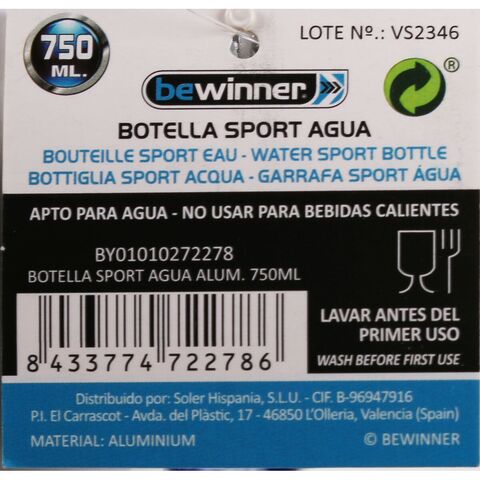 750
ML.
LOTE Nº.: VS2346
bewinner
®
BOTELLA SPORT AGUA
BOUTEILLE SPORT EAU - WATER SPORT BOTTLE
BOTTIGLIA SPORT ACQUA - GARRAFA SPORT ÁGUA
APTO PARA AGUA - NO USAR PARA BEBIDAS CALIENTES
BY01010272278
BOTELLA SPORT AGUA ALUM. 750ML
8 433774 722786
LAVAR ANTES DEL
PRIMER USO
WASH BEFORE FIRST USE
Distribuido por: Soler Hispania, S.L.U. - CIF. B-96947916
P.I. El Carrascot - Avda. del Plàstic, 17 - 46850 L'Olleria, Valencia (Spain)
MATERIAL: ALUMINIUM
© BEWINNER